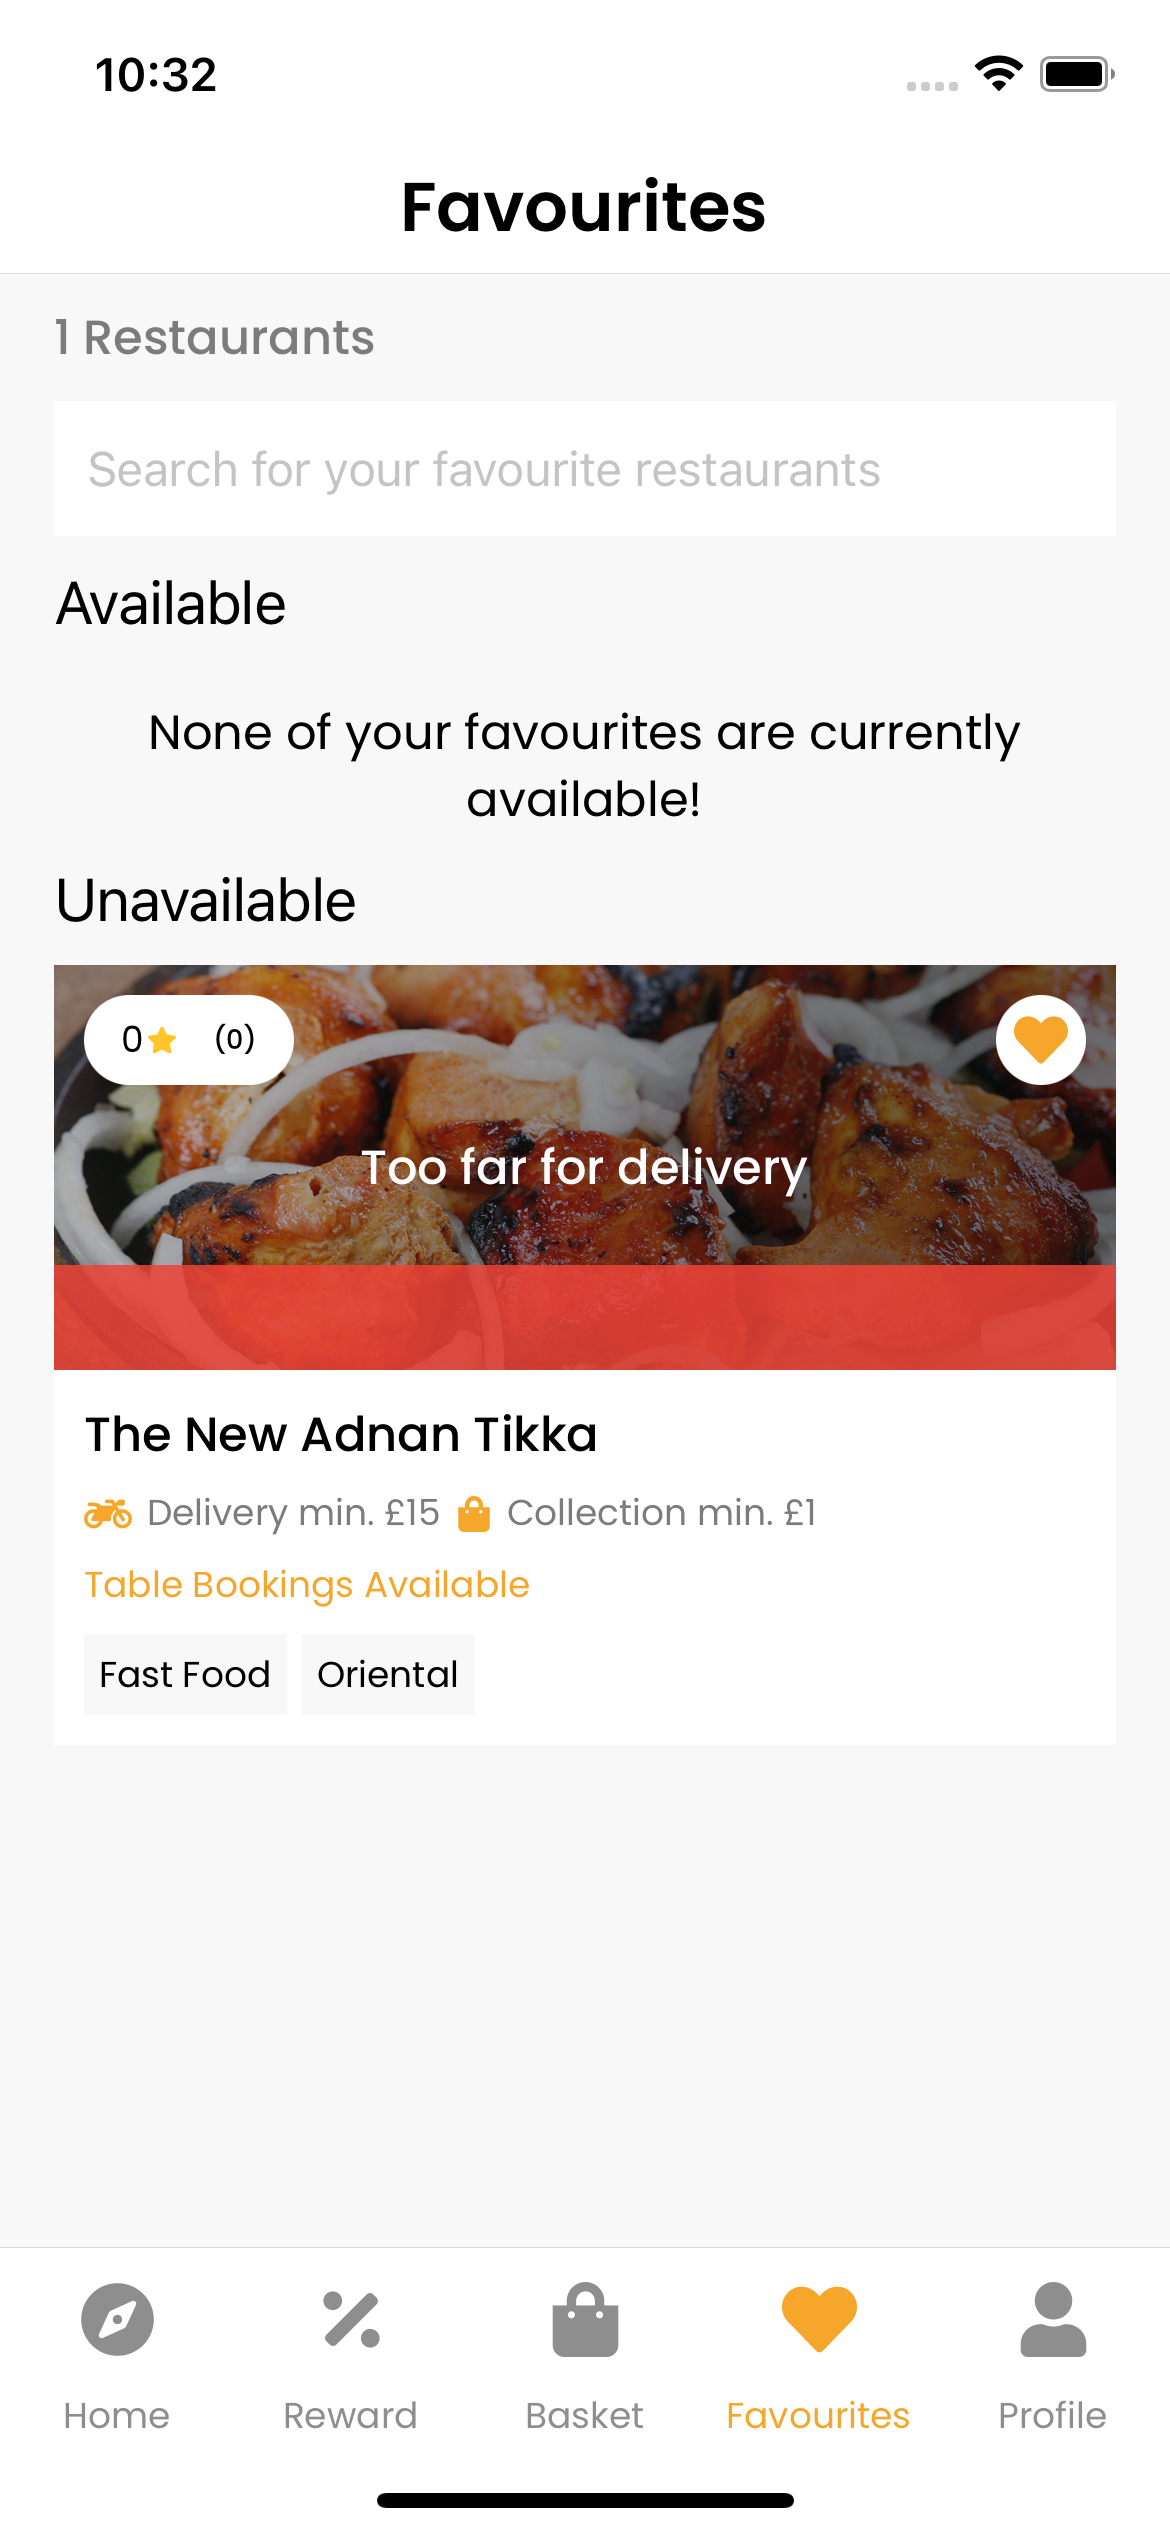 10:32
Favourites
1 Restaurants
Search for your favourite restaurants
Available
None of your favourites are currently
available!
Unavailable
0 (0)
Too far for delivery
The New Adnan Tikka
Delivery min. £15 Collection min. £1
Table Bookings Available
Fast Food Oriental
Home Reward Basket Favourites Profile